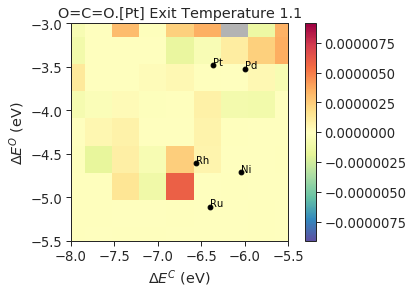 O=C=O.[Pt] Exit Temperature 1.1
−3.0
−3.5
−4.0
−4.5
−5.0
−5.5
ΔE^O (eV)
Pt
Pd
Rh
Ni
Ru
−8.0 −7.5 −7.0 −6.5 −6.0 −5.5
ΔE^C (eV)
0.0000075
0.0000050
0.0000025
0.0000000
−0.0000025
−0.0000050
−0.0000075